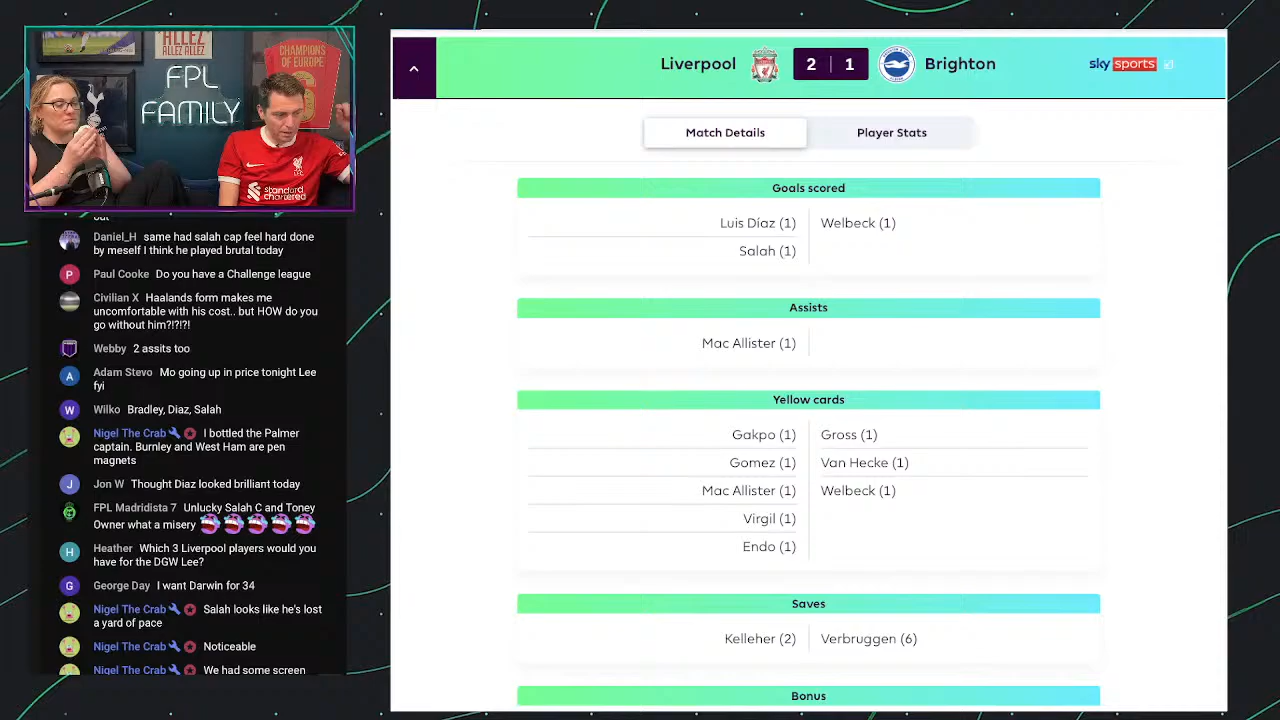 ALLEZ
ALLEZ ALLEZ
CHAMPIONS
OF EUROPE
FPL
FAMILY
standard
chartered
but
Daniel_H same had salah cap feel hard done
by meself I think he played brutal today
P Paul Cooke Do you have a Challenge league
Civilian X Haalands form makes me
uncomfortable with his cost.. but HOW do you
go without him?!?!?!
Webby 2 assits too
A Adam Stevo Mo going up in price tonight Lee
fyi
W Wilko Bradley, Diaz, Salah
Nigel The Crab I bottled the Palmer
captain. Burnley and West Ham are pen
magnets
J Jon W Thought Diaz looked brilliant today
FPL Madridista 7 Unlucky Salah C and Toney
Owner what a misery
H Heather Which 3 Liverpool players would you
have for the DGW Lee?
G George Day I want Darwin for 34
Nigel The Crab Salah looks like he's lost
a yard of pace
Nigel The Crab Noticeable
Nigel The Crab We had some screen
Liverpool 2 | 1 Brighton
sky sports
Match Details Player Stats
Goals scored
Luis Díaz (1) Welbeck (1)
Salah (1)
Assists
Mac Allister (1)
Yellow cards
Gakpo (1) Gross (1)
Gomez (1) Van Hecke (1)
Mac Allister (1) Welbeck (1)
Virgil (1)
Endo (1)
Saves
Kelleher (2) Verbruggen (6)
Bonus